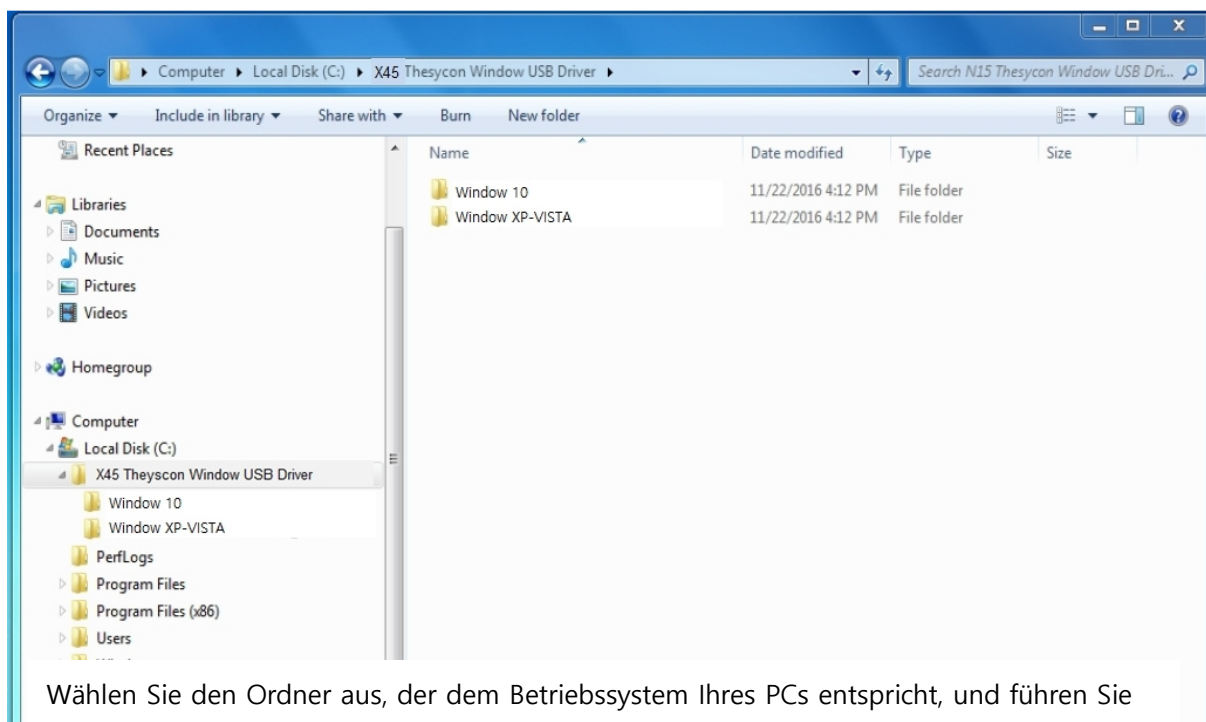 Computer ▸ Local Disk (C:) ▸ X45 Thesycon Window USB Driver ▸
Search N15 Thesycon Window USB Dri...
Organize Include in library Share with Burn New folder
Recent Places
Libraries
Documents
Music
Pictures
Videos
Homegroup
Computer
Local Disk (C:)
X45 Theyscon Window USB Driver
Window 10
Window XP-VISTA
PerfLogs
Program Files
Program Files (x86)
Users
Name Date modified Type Size
Window 10 11/22/2016 4:12 PM File folder
Window XP-VISTA 11/22/2016 4:12 PM File folder
Wählen Sie den Ordner aus, der dem Betriebssystem Ihres PCs entspricht, und führen Sie